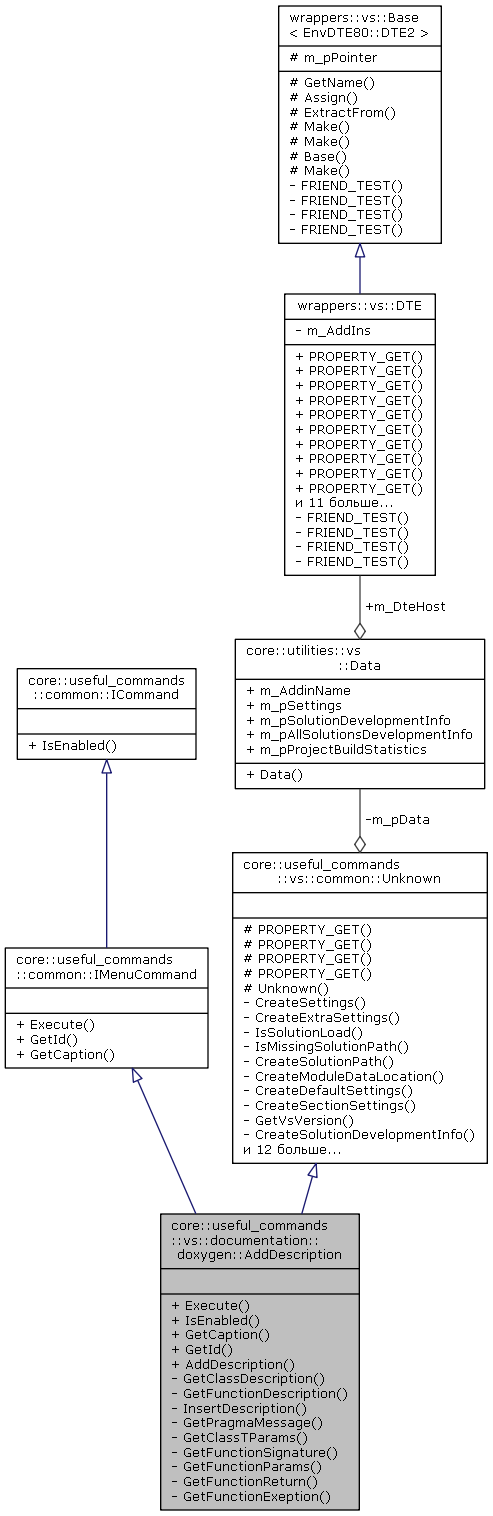 wrappers::vs::Base
< EnvDTE80::DTE2 >
# m_pPointer
# GetName()
# Assign()
# ExtractFrom()
# Make()
# Make()
# Base()
# Make()
- FRIEND_TEST()
- FRIEND_TEST()
- FRIEND_TEST()
- FRIEND_TEST()
wrappers::vs::DTE
- m_AddIns
+ PROPERTY_GET()
+ PROPERTY_GET()
+ PROPERTY_GET()
+ PROPERTY_GET()
+ PROPERTY_GET()
+ PROPERTY_GET()
+ PROPERTY_GET()
+ PROPERTY_GET()
+ PROPERTY_GET()
+ PROPERTY_GET()
и 11 больше...
- FRIEND_TEST()
- FRIEND_TEST()
- FRIEND_TEST()
- FRIEND_TEST()
+m_DteHost
core::utilities::vs
::Data
+ m_AddinName
+ m_pSettings
+ m_pSolutionDevelopmentInfo
+ m_pAllSolutionsDevelopmentInfo
+ m_pProjectBuildStatistics
+ Data()
core::useful_commands
::common::ICommand
+ IsEnabled()
-m_pData
core::useful_commands
::vs::common::Unknown
# PROPERTY_GET()
# PROPERTY_GET()
# PROPERTY_GET()
# PROPERTY_GET()
# Unknown()
- CreateSettings()
- CreateExtraSettings()
- IsSolutionLoad()
- IsMissingSolutionPath()
- CreateSolutionPath()
- CreateModuleDataLocation()
- CreateDefaultSettings()
- CreateSectionSettings()
- GetVsVersion()
- CreateSolutionDevelopmentInfo()
и 12 больше...
core::useful_commands
::common::IMenuCommand
+ Execute()
+ GetId()
+ GetCaption()
core::useful_commands
::vs::documentation::
doxygen::AddDescription
+ Execute()
+ IsEnabled()
+ GetCaption()
+ GetId()
+ AddDescription()
- GetClassDescription()
- GetFunctionDescription()
- InsertDescription()
- GetPragmaMessage()
- GetClassTParams()
- GetFunctionSignature()
- GetFunctionParams()
- GetFunctionReturn()
- GetFunctionExeption()